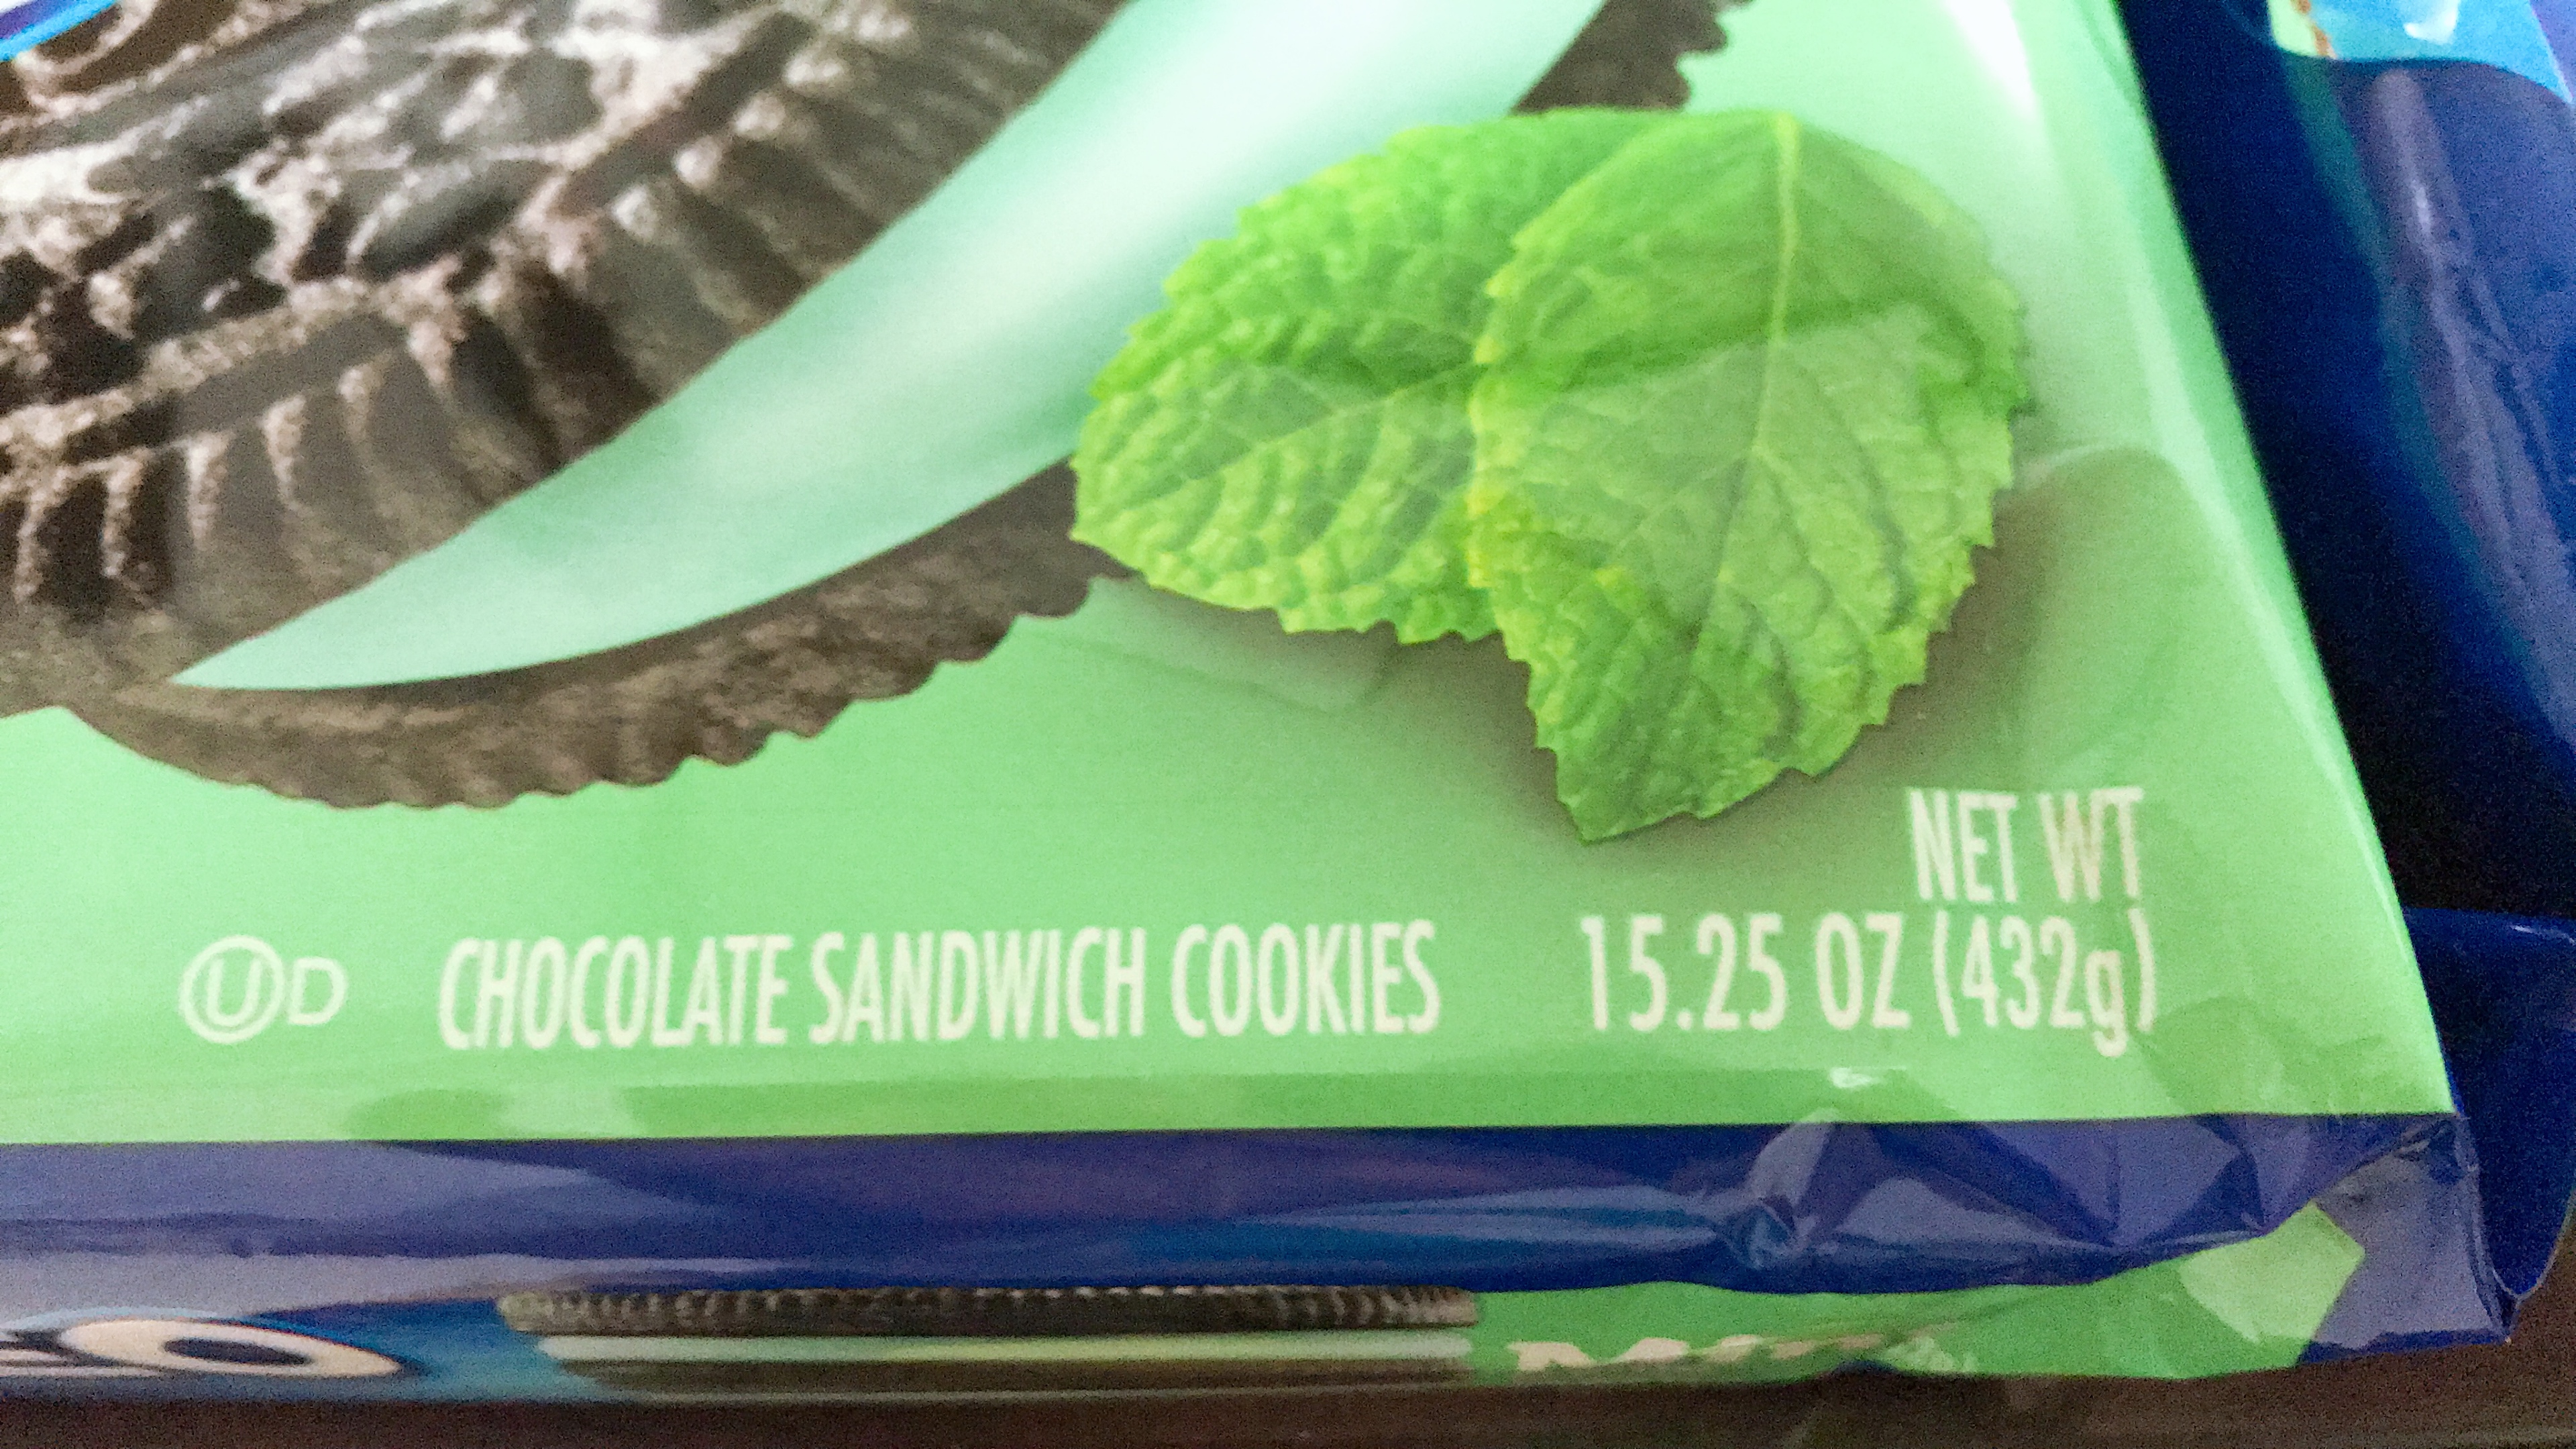 NET WT
UD CHOCOLATE SANDWICH COOKIES 15.25 OZ (432g)